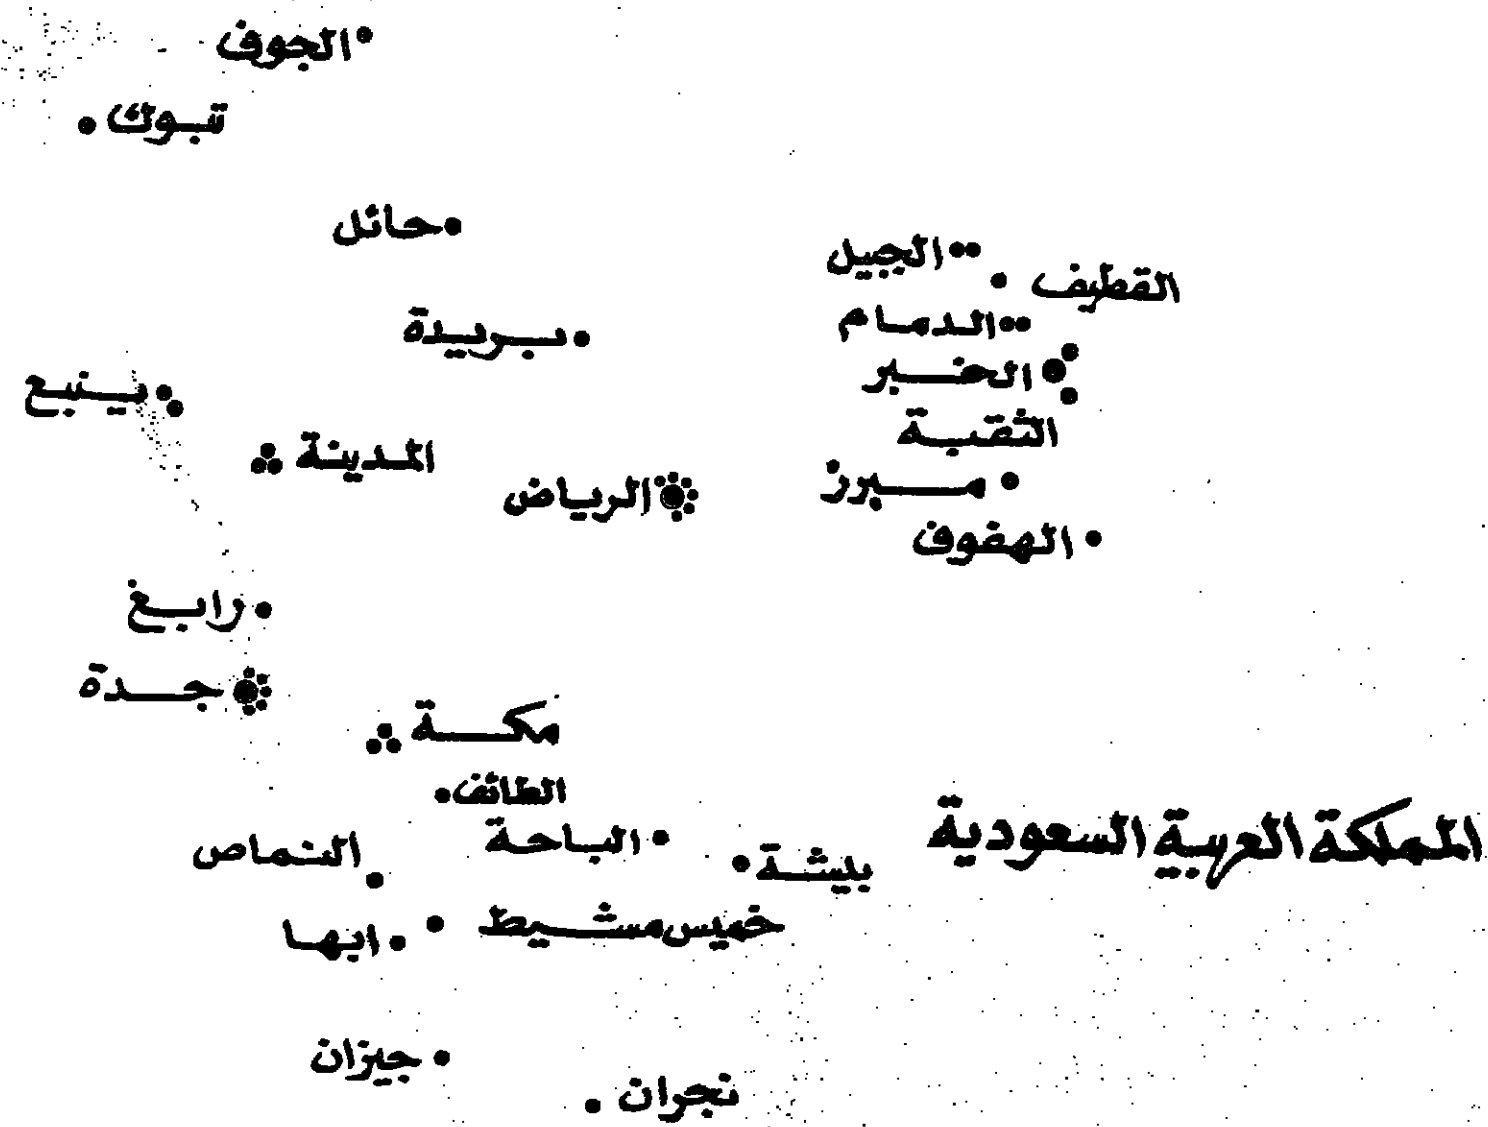 الجوف
تبوك
حائل
الجبيل
القطيف
الدمام
بريدة
الخبر
ينبع
الثقبة
المدينة
مبرز
الرياض
الهفوف
رابغ
جدة
مكة
الطائف
المملكة العربية السعودية
الباحة
النماص
بيشة
خميس مشيط
ابها
جيزان
نجران